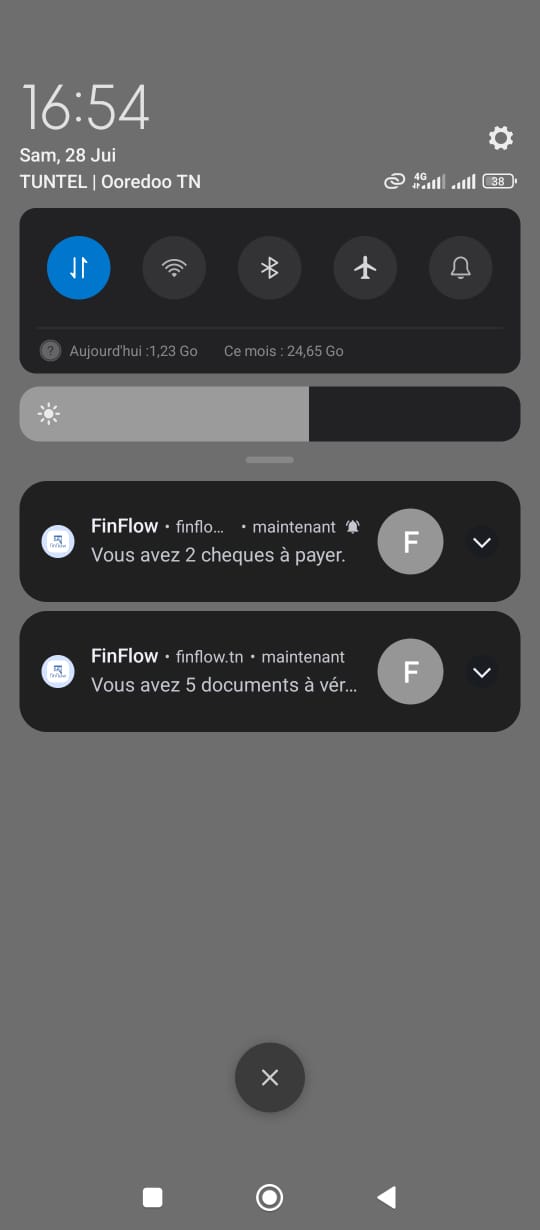 16:54
Sam, 28 Jui
TUNTEL | Ooredoo TN
4G
38
Aujourd'hui :1,23 Go Ce mois : 24,65 Go
FinFlow • finflo... • maintenant
Vous avez 2 cheques à payer.
F
FinFlow • finflow.tn • maintenant
Vous avez 5 documents à vér...
F